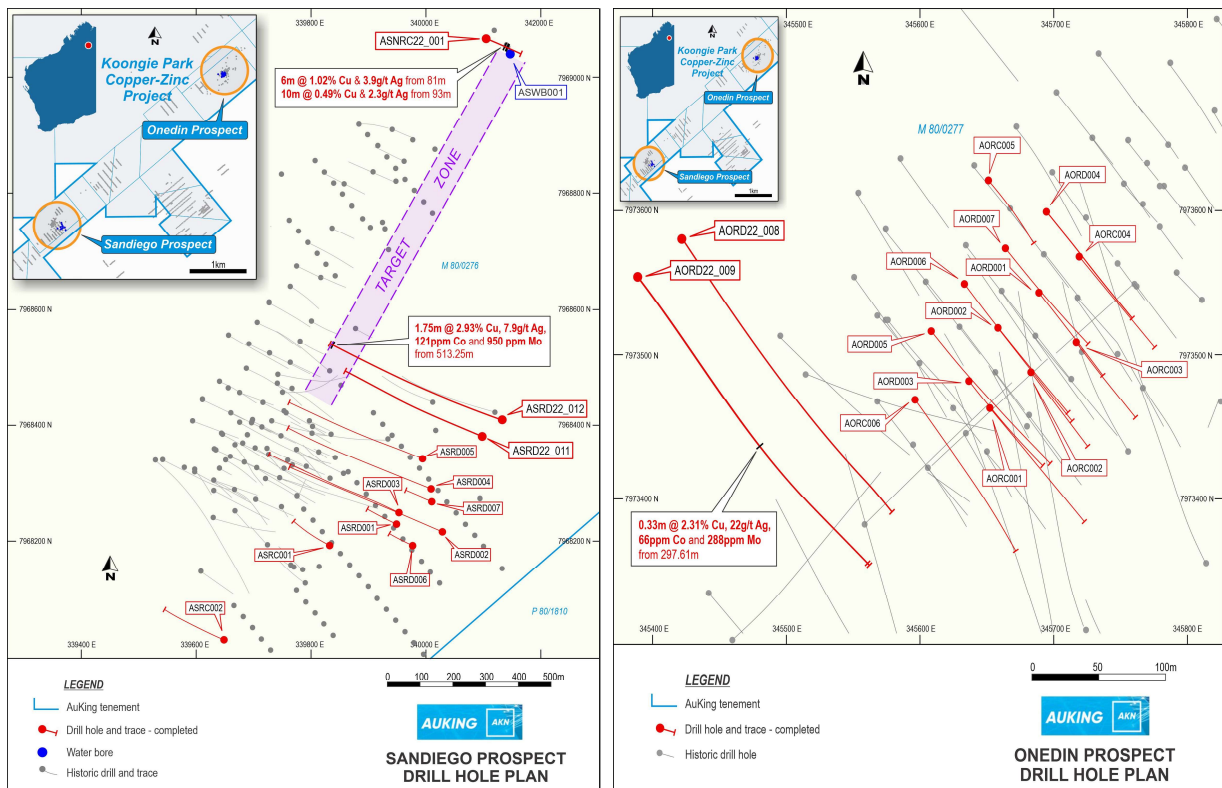 339800 E
340000 E
342000 E
N
Koongie Park
Copper-Zinc
Project
Onedin Prospect
Sandiego Prospect
1km
ASNRC22_001
7969000 N
6m @ 1.02% Cu & 3.9g/t Ag from 81m
10m @ 0.49% Cu & 2.3g/t Ag from 93m
ASWB001
ZONE
7968800 N
7968800 N
TARGET
M 80/0276
7968600 N
7968600 N
1.75m @ 2.93% Cu, 7.9g/t Ag,
121ppm Co and 950 ppm Mo
from 513.25m
ASRD22_012
7968400 N
7968400 N
ASRD22_011
ASRD005
ASRD003
ASRD004
ASRD007
ASRD001
7968200 N
7968200 N
ASRC001
ASRD002
ASRD006
N
P 80/1810
ASRC002
339400 E
339600 E
339800 E
340000 E
342000 E
LEGEND
AuKing tenement
Drill hole and trace - completed
Water bore
Historic drill and trace
0 100 200 300 400 500m
AUKING AKN
SANDIEGO PROSPECT
DRILL HOLE PLAN
345500 E
345600 E
345700 E
345800 E
N
Koongie Park
Copper-Zinc
Project
Onedin Prospect
Sandiego Prospect
1km
N
M 80/0277
AORC005
AORD004
7973600 N
7973600 N
AORD22_008
AORD007
AORC004
AORD22_009
AORD006
AORD001
AORD002
AORD005
7973500 N
7973500 N
AORC003
AORD003
AORC006
AORC002
AORC001
7973400 N
7973400 N
0.33m @ 2.31% Cu, 22g/t Ag,
66ppm Co and 288ppm Mo
from 297.61m
345400 E
345500 E
345600 E
345700 E
345800 E
LEGEND
AuKing tenement
Drill hole and trace - completed
Historic drill hole
0 50 100m
AUKING AKN
ONEDIN PROSPECT
DRILL HOLE PLAN